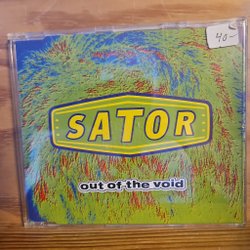 40:-
SATOR
out of the void